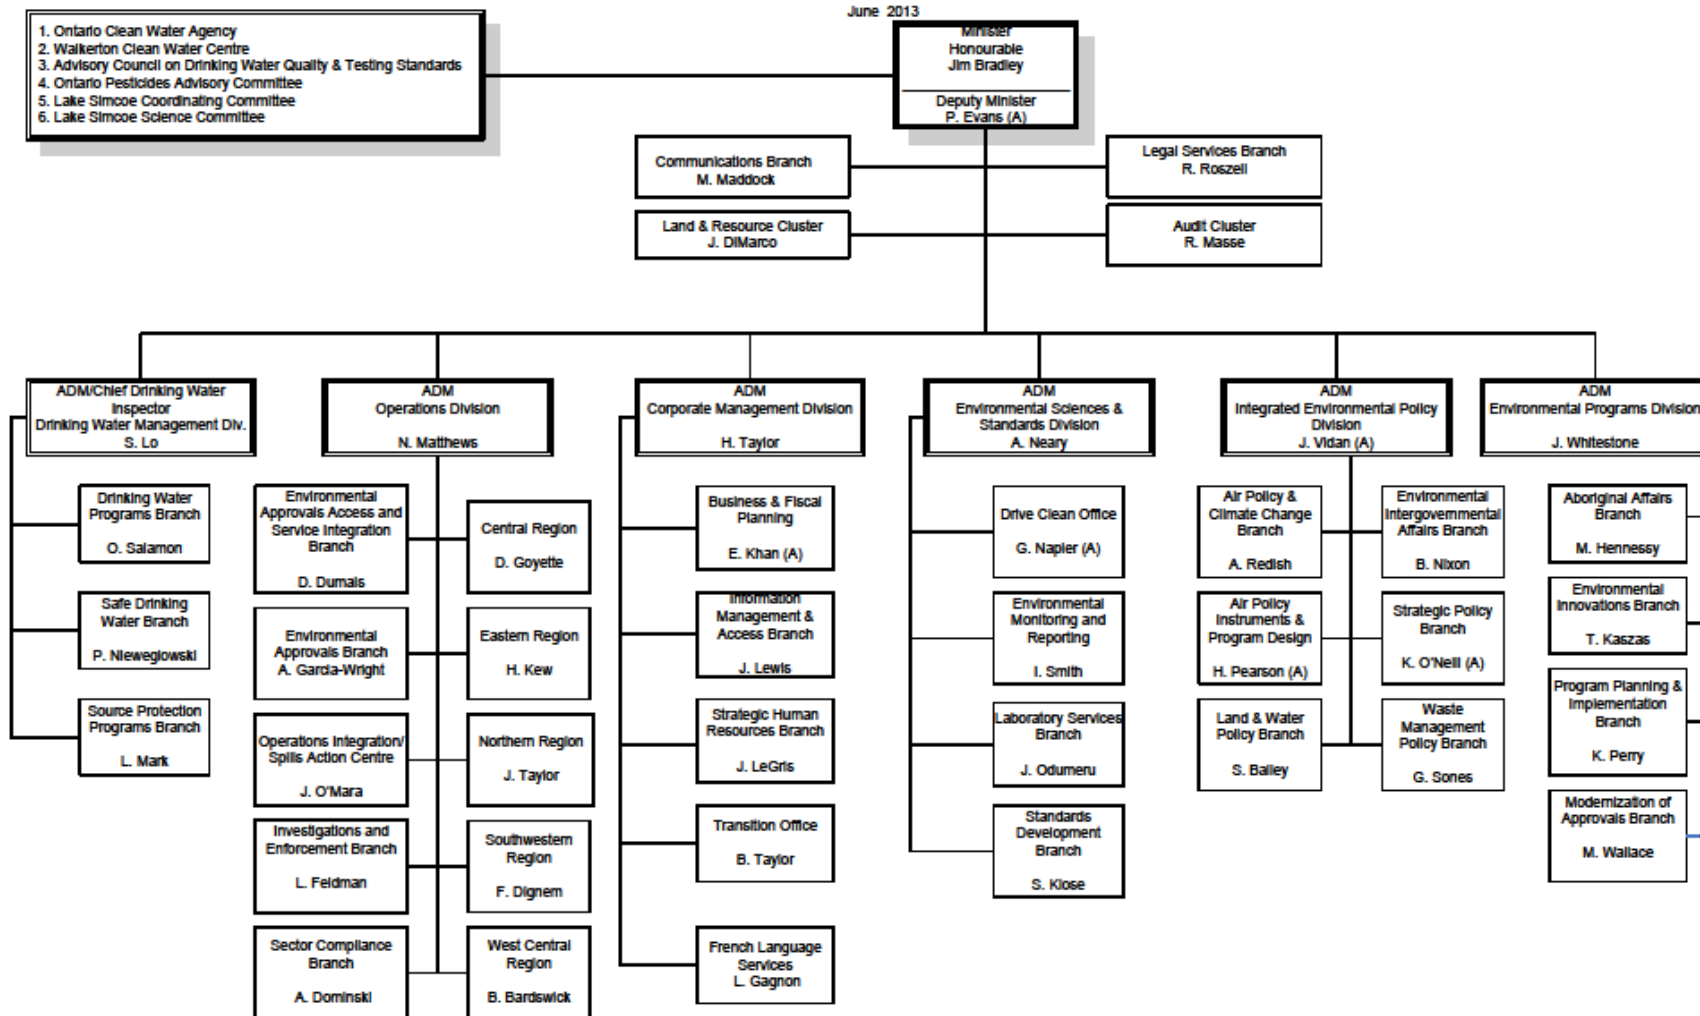 June 2013
1. Ontario Clean Water Agency
2. Walkerton Clean Water Centre
3. Advisory Council on Drinking Water Quality & Testing Standards
4. Ontario Pesticides Advisory Committee
5. Lake Simcoe Coordinating Committee
6. Lake Simcoe Science Committee
Minister
Honourable
Jim Bradley
Deputy Minister
P. Evans (A)
Communications Branch
M. Maddock
Legal Services Branch
R. Roszell
Land & Resource Cluster
J. DiMarco
Audit Cluster
R. Masse
ADM/Chief Drinking Water
Inspector
Drinking Water Management Div.
S. Lo
ADM
Operations Division
N. Matthews
ADM
Corporate Management Division
H. Taylor
ADM
Environmental Sciences &
Standards Division
A. Neary
ADM
Integrated Environmental Policy
Division
J. Vidan (A)
ADM
Environmental Programs Division
J. Whitestone
Drinking Water
Programs Branch
O. Salamon
Safe Drinking
Water Branch
P. Nieweglowski
Source Protection
Programs Branch
L. Mark
Environmental
Approvals Access and
Service Integration
Branch
D. Dumais
Environmental
Approvals Branch
A. Garcia-Wright
Operations Integration/
Spills Action Centre
J. O'Mara
Investigations and
Enforcement Branch
L. Feldman
Sector Compliance
Branch
A. Dominski
Central Region
D. Goyette
Eastern Region
H. Kew
Northern Region
J. Taylor
Southwestern
Region
F. Dignem
West Central
Region
B. Bardswick
Business & Fiscal
Planning
E. Khan (A)
Information
Management &
Access Branch
J. Lewis
Strategic Human
Resources Branch
J. LeGris
Transition Office
B. Taylor
French Language
Services
L. Gagnon
Drive Clean Office
G. Napier (A)
Environmental
Monitoring and
Reporting
I. Smith
Laboratory Services
Branch
J. Odumeru
Standards
Development
Branch
S. Klose
Air Policy &
Climate Change
Branch
A. Redish
Air Policy
Instruments &
Program Design
H. Pearson (A)
Land & Water
Policy Branch
S. Bailey
Environmental
Intergovernmental
Affairs Branch
B. Nixon
Strategic Policy
Branch
K. O'Neill (A)
Waste
Management
Policy Branch
G. Sones
Aboriginal Affairs
Branch
M. Hennessy
Environmental
Innovations Branch
T. Kaszas
Program Planning &
Implementation
Branch
K. Perry
Modernization of
Approvals Branch
M. Wallace